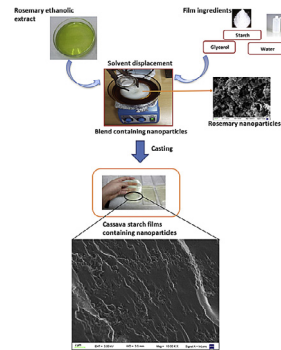 Rosemary ethanolic
extract
Film ingredients
Starch
Glycerol
Water
Solvent displacement
Blend containing nanoparticles
Rosemary nanoparticles
Casting
Cassava starch films
containing nanoparticles